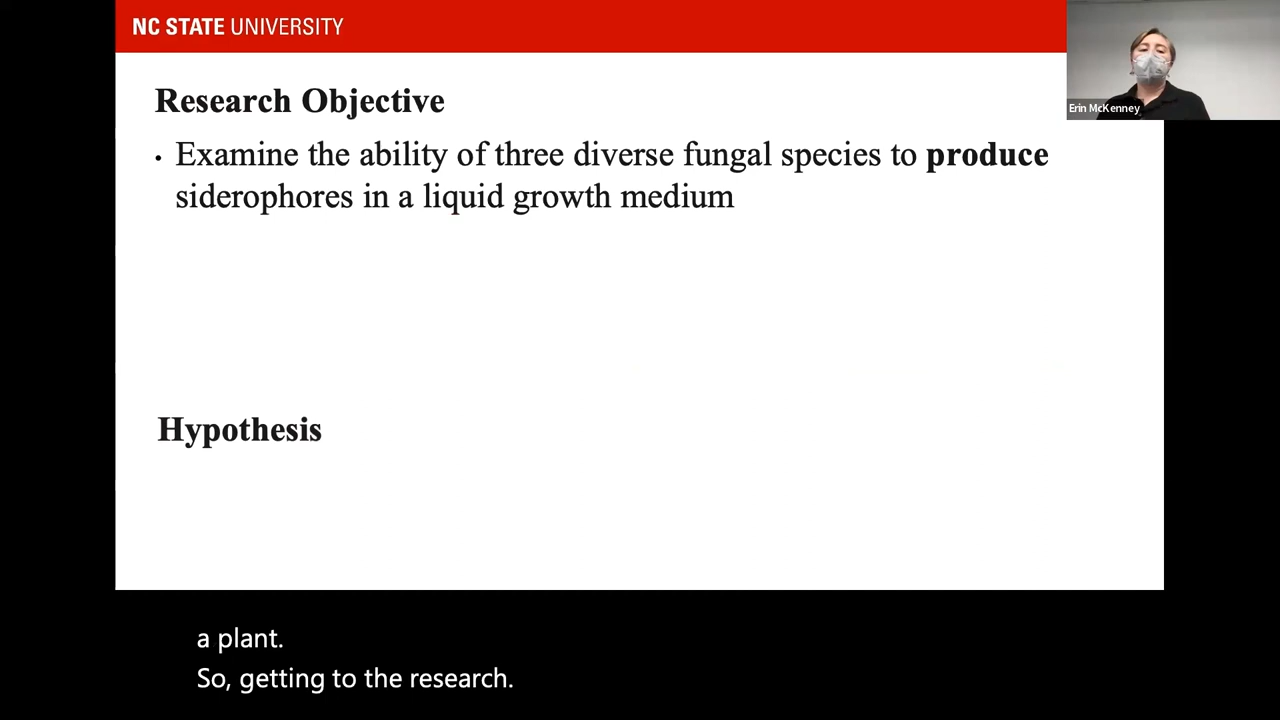 NC STATE UNIVERSITY
Erin McKenney
Research Objective
• Examine the ability of three diverse fungal species to produce
siderophores in a liquid growth medium
Hypothesis
a plant.
So, getting to the research.